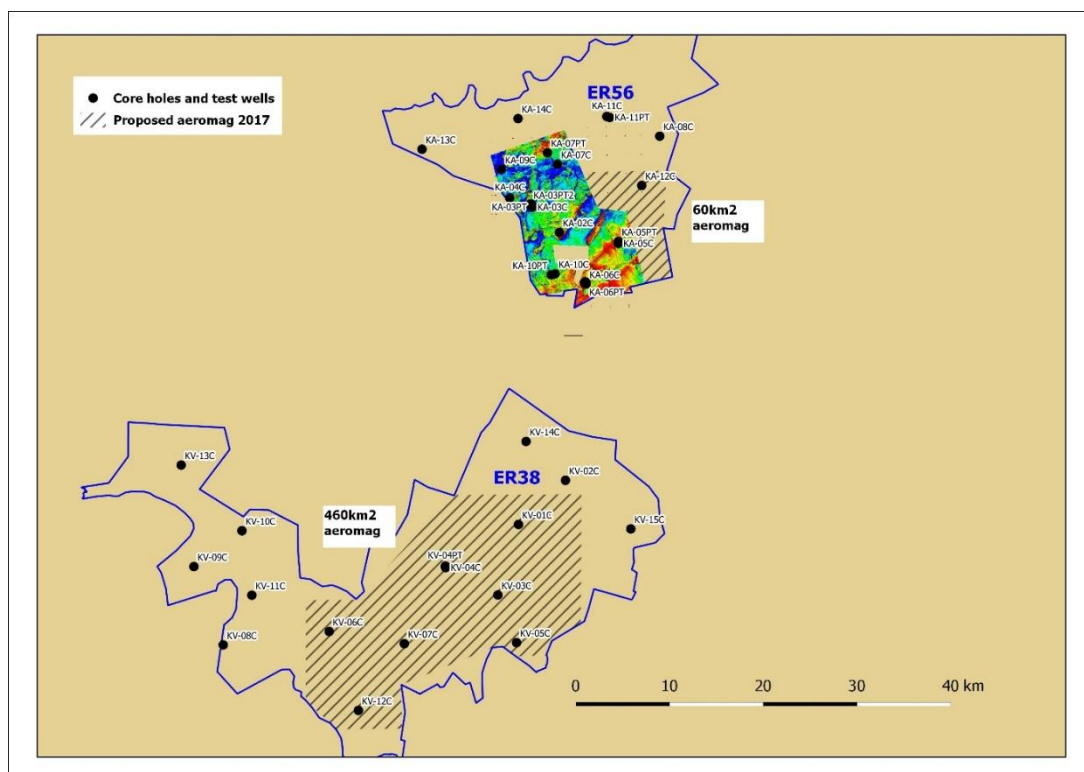 Core holes and test wells
Proposed aeromag 2017
ER56
KA-14C
KA-11C
KA-11PT
KA-08C
KA-13C
KA-07PT
KA-07C
KA-09C
KA-12C
KA-04C
KA-03PT2
KA-03PT
KA-03C
60km2
aeromag
KA-02C
KA-05PT
KA-05C
KA-10PT
KA-10C
KA-06C
KA-06PT
KV-14C
KV-13C
ER38
KV-02C
460km2
aeromag
KV-01C
KV-15C
KV-10C
KV-04PT
KV-04C
KV-09C
KV-11C
KV-03C
KV-06C
KV-07C
KV-05C
KV-08C
KV-12C
0 10 20 30 40 km